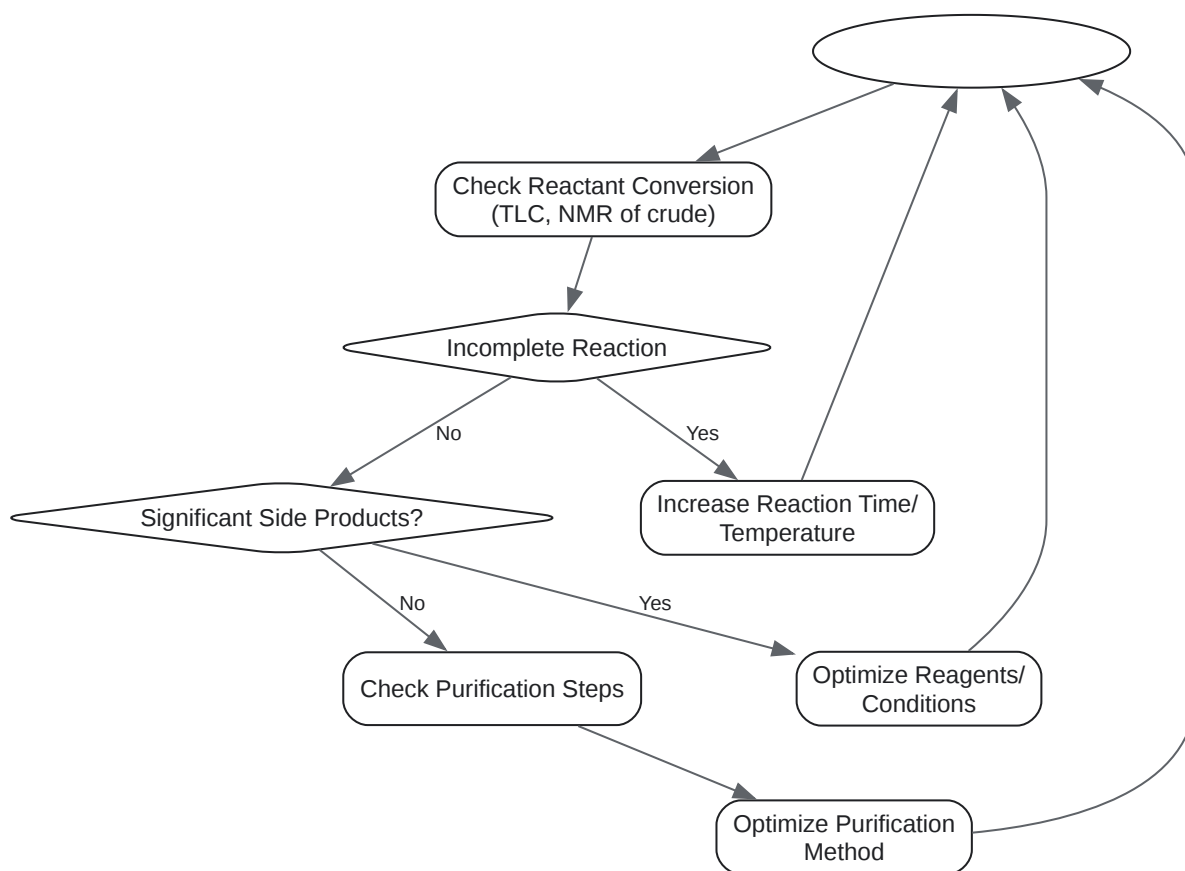 Check Reactant Conversion
(TLC, NMR of crude)
Incomplete Reaction
No
Yes
Significant Side Products?
Increase Reaction Time/
Temperature
No
Yes
Check Purification Steps
Optimize Reagents/
Conditions
Optimize Purification
Method